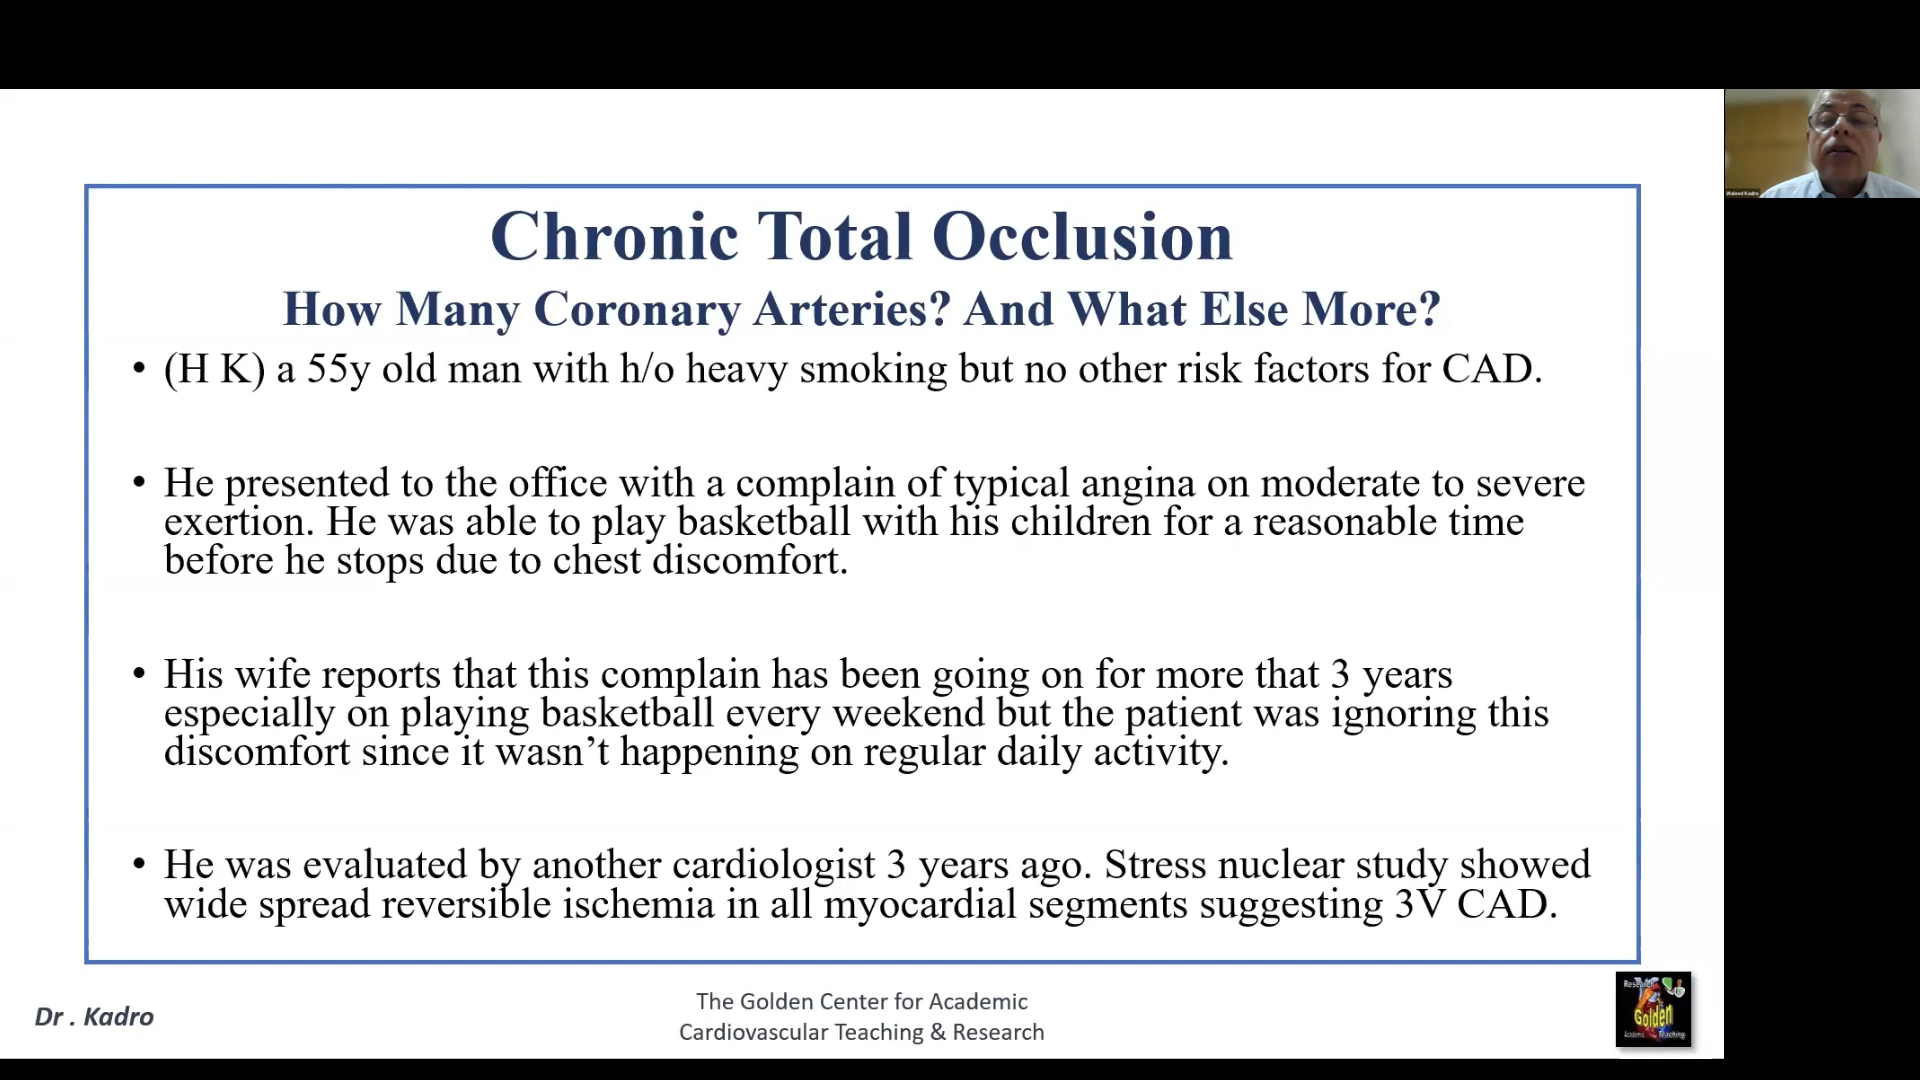 Chronic Total Occlusion
How Many Coronary Arteries? And What Else More?
• (H K) a 55y old man with h/o heavy smoking but no other risk factors for CAD.
• He presented to the office with a complain of typical angina on moderate to severe
exertion. He was able to play basketball with his children for a reasonable time
before he stops due to chest discomfort.
• His wife reports that this complain has been going on for more that 3 years
especially on playing basketball every weekend but the patient was ignoring this
discomfort since it wasn’t happening on regular daily activity.
• He was evaluated by another cardiologist 3 years ago. Stress nuclear study showed
wide spread reversible ischemia in all myocardial segments suggesting 3V CAD.
Dr . Kadro
The Golden Center for Academic
Cardiovascular Teaching & Research
Research
Golden
Academic Teaching
Waleed Kadro